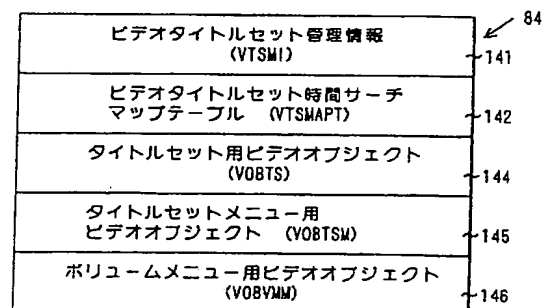 84
ビデオタイトルセット管理情報
(VTSMI)
141
ビデオタイトルセット時間サーチ
マップテーブル (VTSMAPT)
142
タイトルセット用ビデオオブジェクト
(VOBTS)
144
タイトルセットメニュー用
ビデオオブジェクト (VOBTSM)
145
ボリュームメニュー用ビデオオブジェクト
(VOBVMM)
146